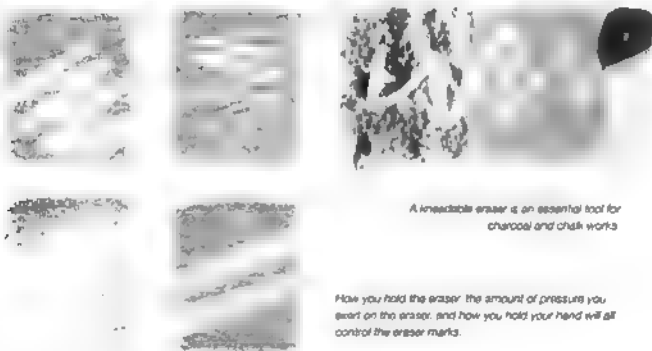 A kneadable eraser is an essential tool for
charcoal and chalk works
How you hold the eraser, the amount of pressure you
exert on the eraser, and how you hold your hand will all
control the eraser marks.